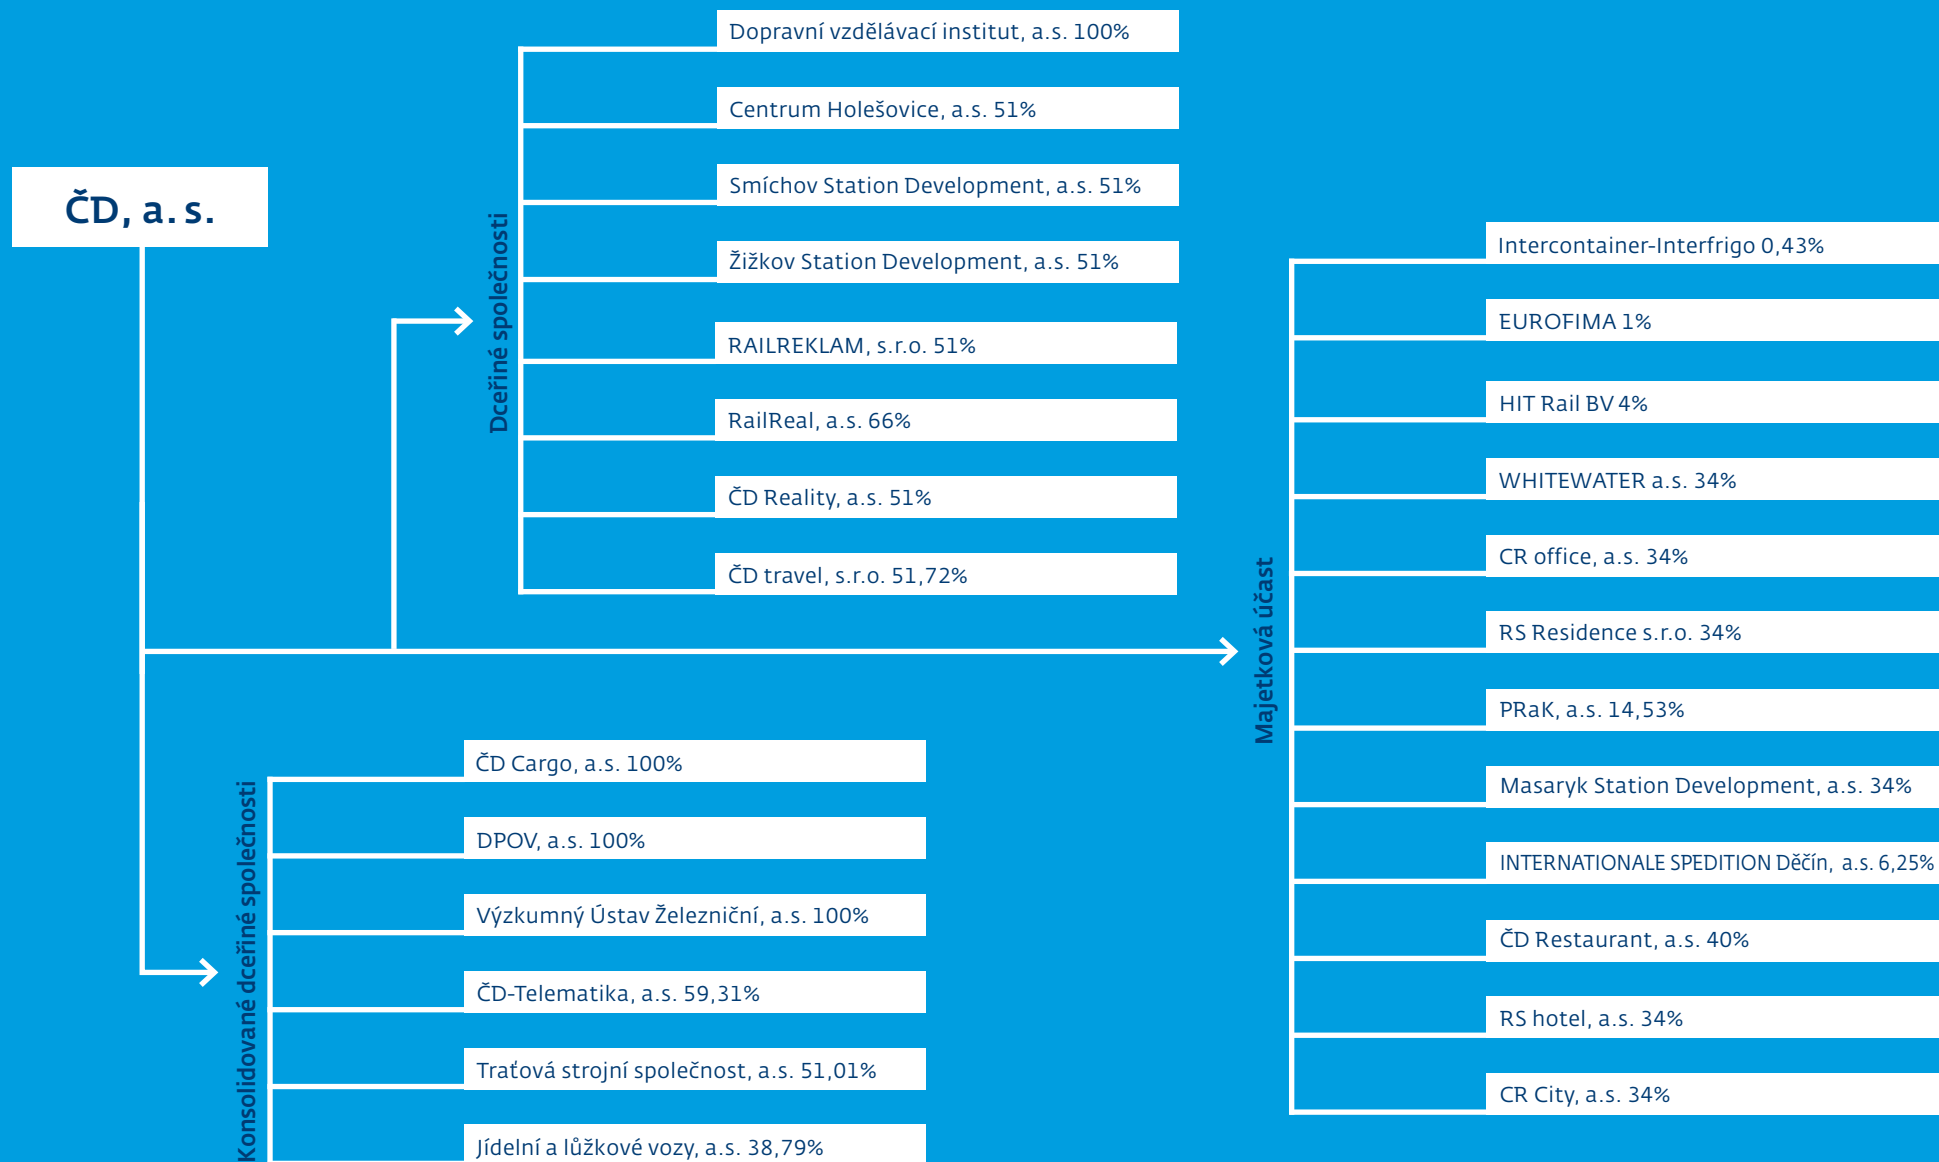 ČD, a. s.
Dceřiné společnosti
Dopravní vzdělávací institut, a.s. 100%
Centrum Holešovice, a.s. 51%
Smíchov Station Development, a.s. 51%
Žižkov Station Development, a.s. 51%
RAILREKLAM, s.r.o. 51%
RailReal, a.s. 66%
ČD Reality, a.s. 51%
ČD travel, s.r.o. 51,72%
Konsolidované dceřiné společnosti
ČD Cargo, a.s. 100%
DPOV, a.s. 100%
Výzkumný Ústav Železniční, a.s. 100%
ČD-Telematika, a.s. 59,31%
Traťová strojní společnost, a.s. 51,01%
Jídelní a lůžkové vozy, a.s. 38,79%
Majetková účast
Intercontainer-Interfrigo 0,43%
EUROFIMA 1%
HIT Rail BV 4%
WHITEWATER a.s. 34%
CR office, a.s. 34%
RS Residence s.r.o. 34%
PRaK, a.s. 14,53%
Masaryk Station Development, a.s. 34%
INTERNATIONALE SPEDITION Děčín, a.s. 6,25%
ČD Restaurant, a.s. 40%
RS hotel, a.s. 34%
CR City, a.s. 34%